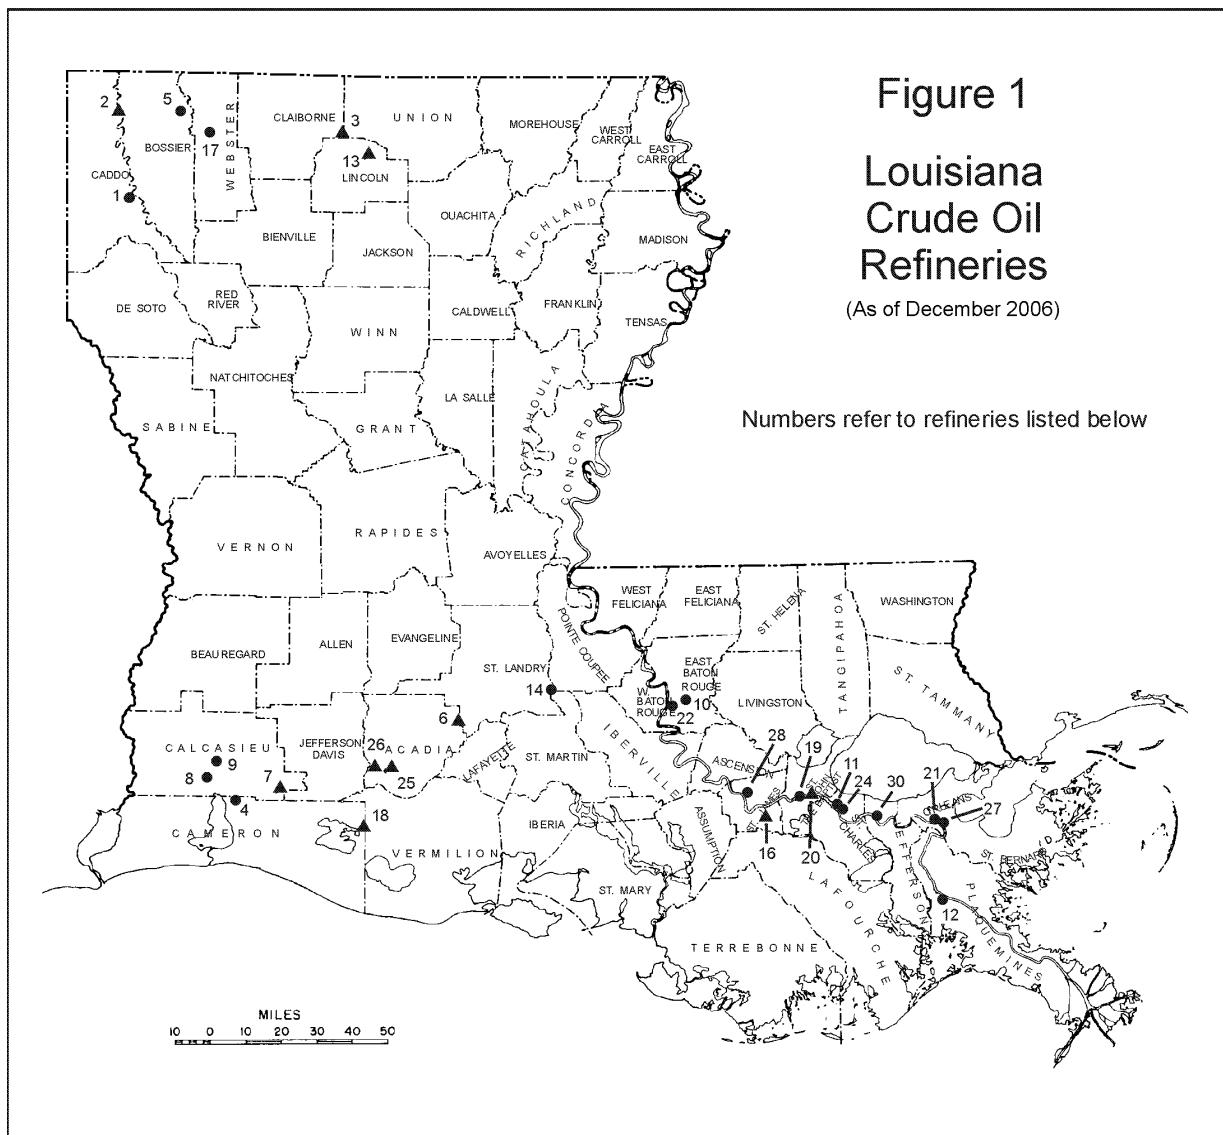 Figure 1
Louisiana
Crude Oil
Refineries
(As of December 2006)
Numbers refer to refineries listed below
2
5
17
WEBSTER
CLAIBORNE
3
UNION
MOREHOUSE
WEST
CARROLL
EAST
CARROLL
BOSSIER
CADDO
1
13
LINCOLN
OUACHITA
RICHLAND
MADISON
BIENVILLE
JACKSON
DE SOTO
RED
RIVER
WINN
CALDWELL
FRANKLIN
TENSAS
NATCHITOCHES
LA SALLE
CATAHOULA
CONCORDIA
SABINE
GRANT
VERNON
RAPIDES
AVOYELLES
WEST
FELICIANA
EAST
FELICIANA
ST. HELENA
TANGIPAHOA
WASHINGTON
BEAUREGARD
ALLEN
EVANGELINE
ST. LANDRY
POINTE COUPEE
14
W.
BATON
ROUGE
22
EAST
BATON
ROUGE
10
LIVINGSTON
ST. TAMMANY
6
CALCASIEU
9
8
7
4
JEFFERSON
DAVIS
26
ACADIA
25
LAFAYETTE
ST. MARTIN
IBERVILLE
ASCENSION
28
19
11
24
30
21
27
ORLEANS
CAMERON
18
VERMILION
IBERIA
ST. MARY
ASSUMPTION
ST. JAMES
16
20
ST. JOHN
THE BAPTIST
ST.
CHARLES
JEFFERSON
ST. BERNARD
12
PLAQUEMINES
LAFOURCHE
TERREBONNE
MILES
10 0 10 20 30 40 50